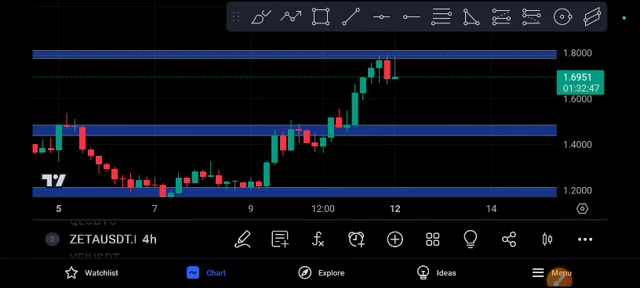 1.8000
1.6951
01:32:47
1.6000
1.4000
1.2000
5 7 9 12:00 12 14
ZETAUSDT.I 4h
Watchlist Chart Explore Ideas Menu